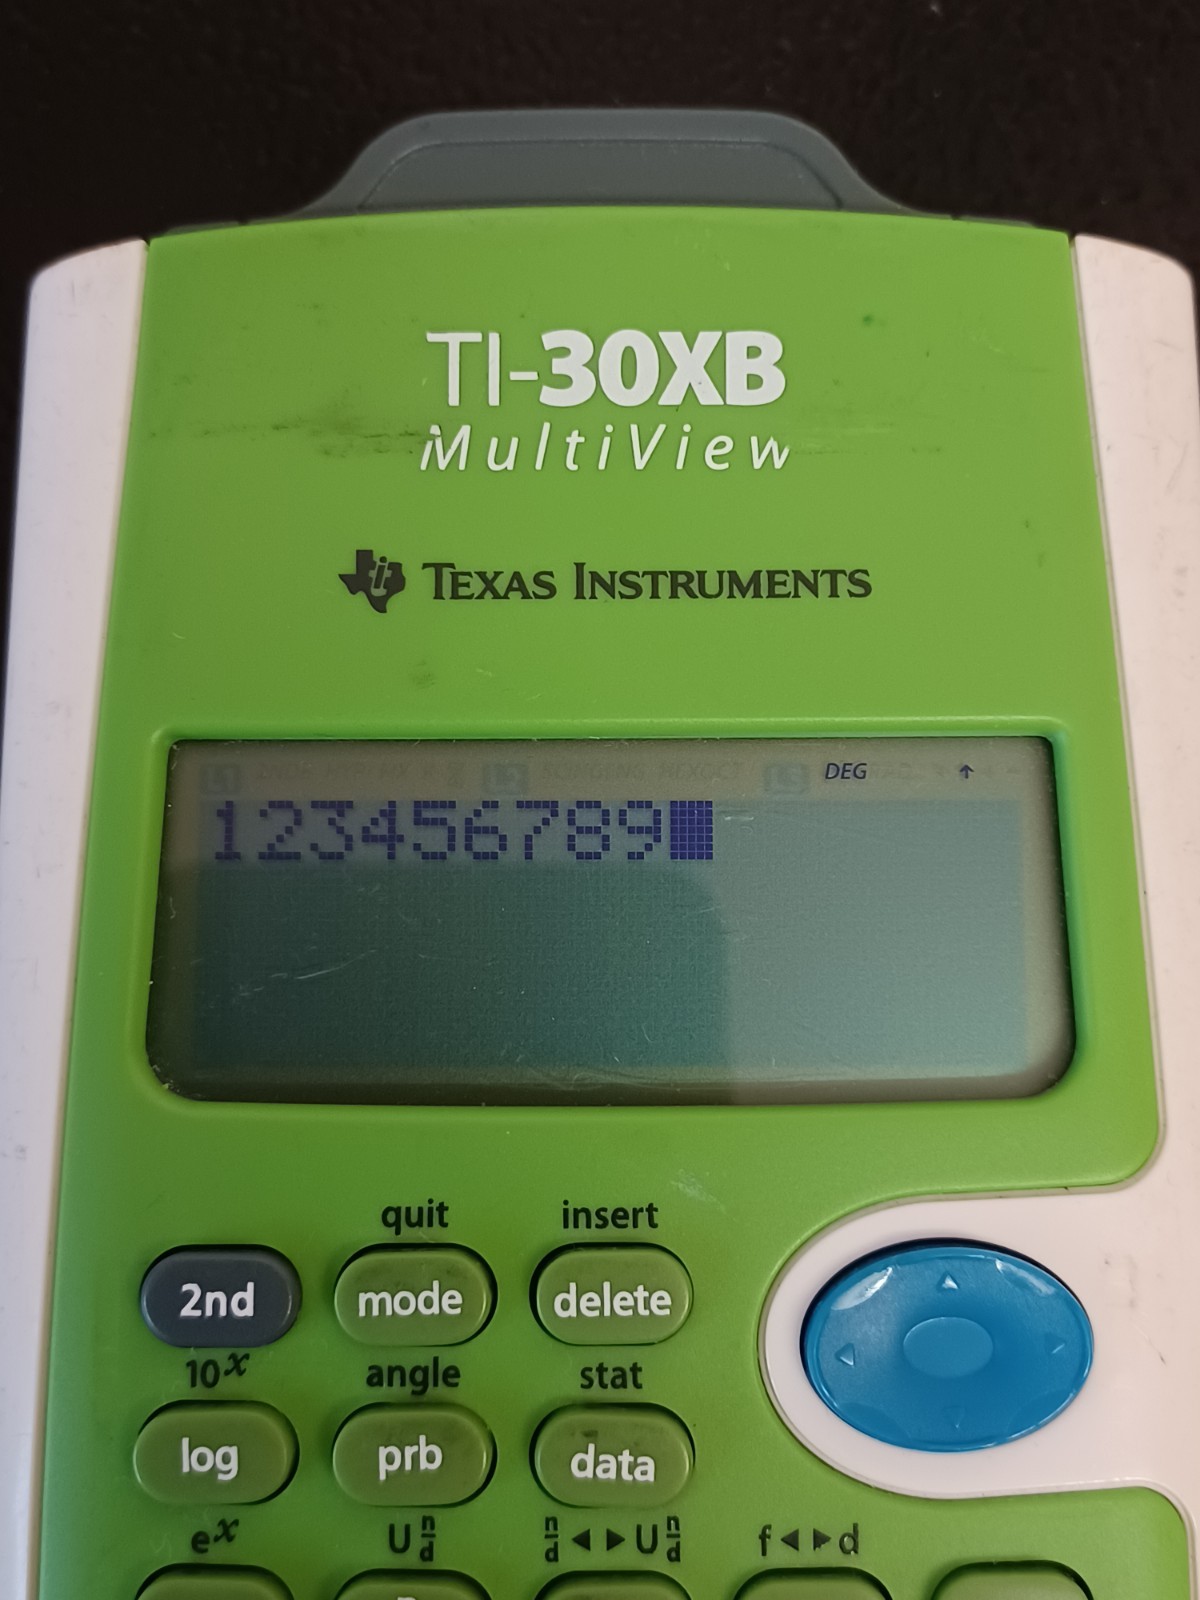 TI-30XB
MultiView
TEXAS INSTRUMENTS
DEG ↑
123456789
quit insert
2nd mode delete
10ˣ angle stat
log prb data
eˣ U n/d n/d ◄ ► U n/d f ◄ ► d